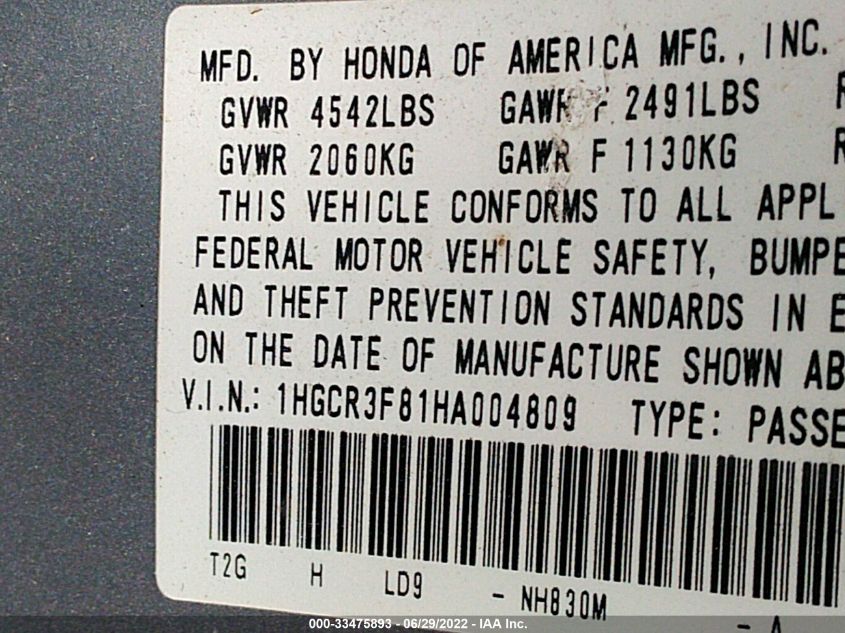 MFD. BY HONDA OF AMERICA MFG., INC.
GVWR 4542LBS GAWR F 2491LBS R
GVWR 2060KG GAWR F 1130KG R
THIS VEHICLE CONFORMS TO ALL APPL
FEDERAL MOTOR VEHICLE SAFETY, BUMPE
AND THEFT PREVENTION STANDARDS IN E
ON THE DATE OF MANUFACTURE SHOWN AB
V.I.N.: 1HGCR3F81HA004809 TYPE: PASSE
T2G H LD9 - NH830M - A
000-33475893 - 06/29/2022 - IAA Inc.